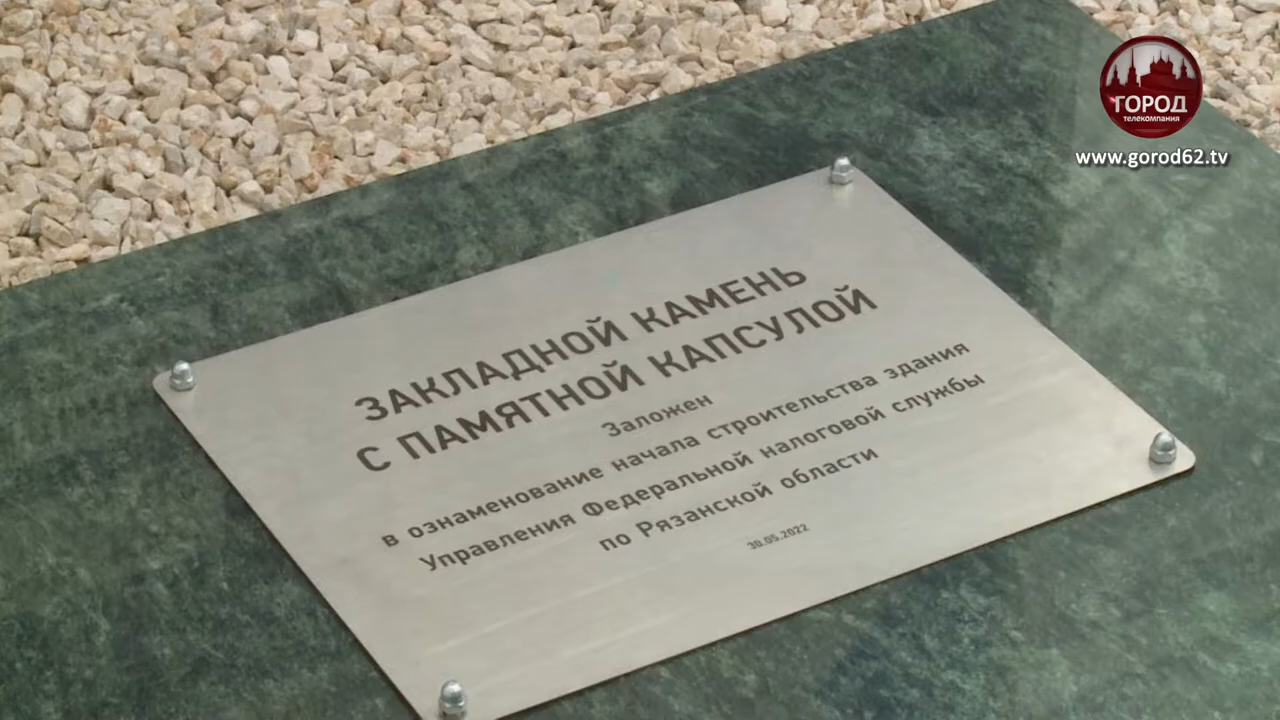 ГОРОД
телекомпания
www.gorod62.tv
ЗАКЛАДНОЙ КАМЕНЬ
С ПАМЯТНОЙ КАПСУЛОЙ
Заложен
в ознаменование начала строительства здания
Управления Федеральной налоговой службы
по Рязанской области
30.05.2022